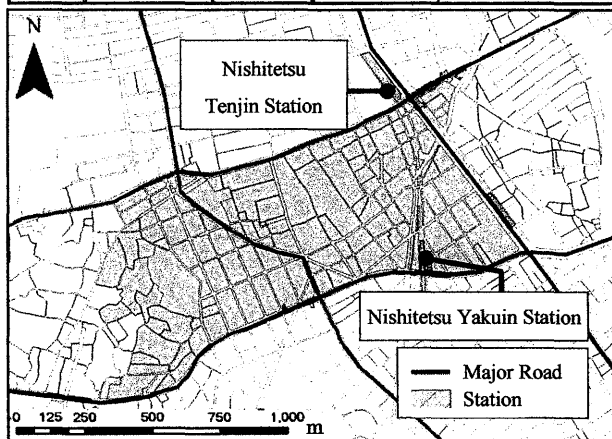 N
Nishitetsu
Tenjin Station
Nishitetsu Yakuin Station
Major Road
Station
0 125 250 500 750 1,000
m